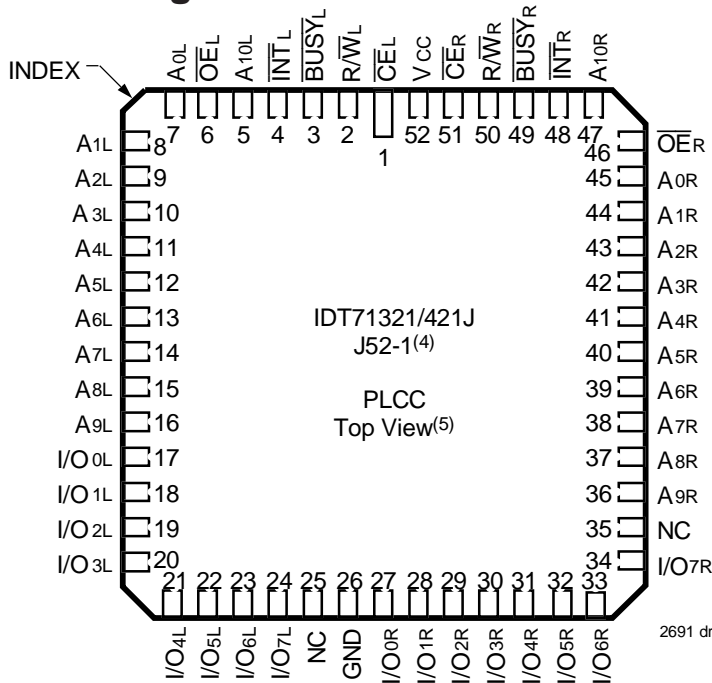 INDEX
A0L
OEL
A10L
INTL
BUSYL
R/WL
CEL
VCC
CER
R/WR
BUSYR
INTR
A10R
7 6 5 4 3 2 1 52 51 50 49 48 47
A1L 8
A2L 9
A3L 10
A4L 11
A5L 12
A6L 13
A7L 14
A8L 15
A9L 16
I/O0L 17
I/O1L 18
I/O2L 19
I/O3L 20
IDT71321/421J
J52-1(4)
PLCC
Top View(5)
46 OER
45 A0R
44 A1R
43 A2R
42 A3R
41 A4R
40 A5R
39 A6R
38 A7R
37 A8R
36 A9R
35 NC
34 I/O7R
21 22 23 24 25 26 27 28 29 30 31 32 33
I/O4L
I/O5L
I/O6L
I/O7L
NC
GND
I/O0R
I/O1R
I/O2R
I/O3R
I/O4R
I/O5R
I/O6R
2691 dr